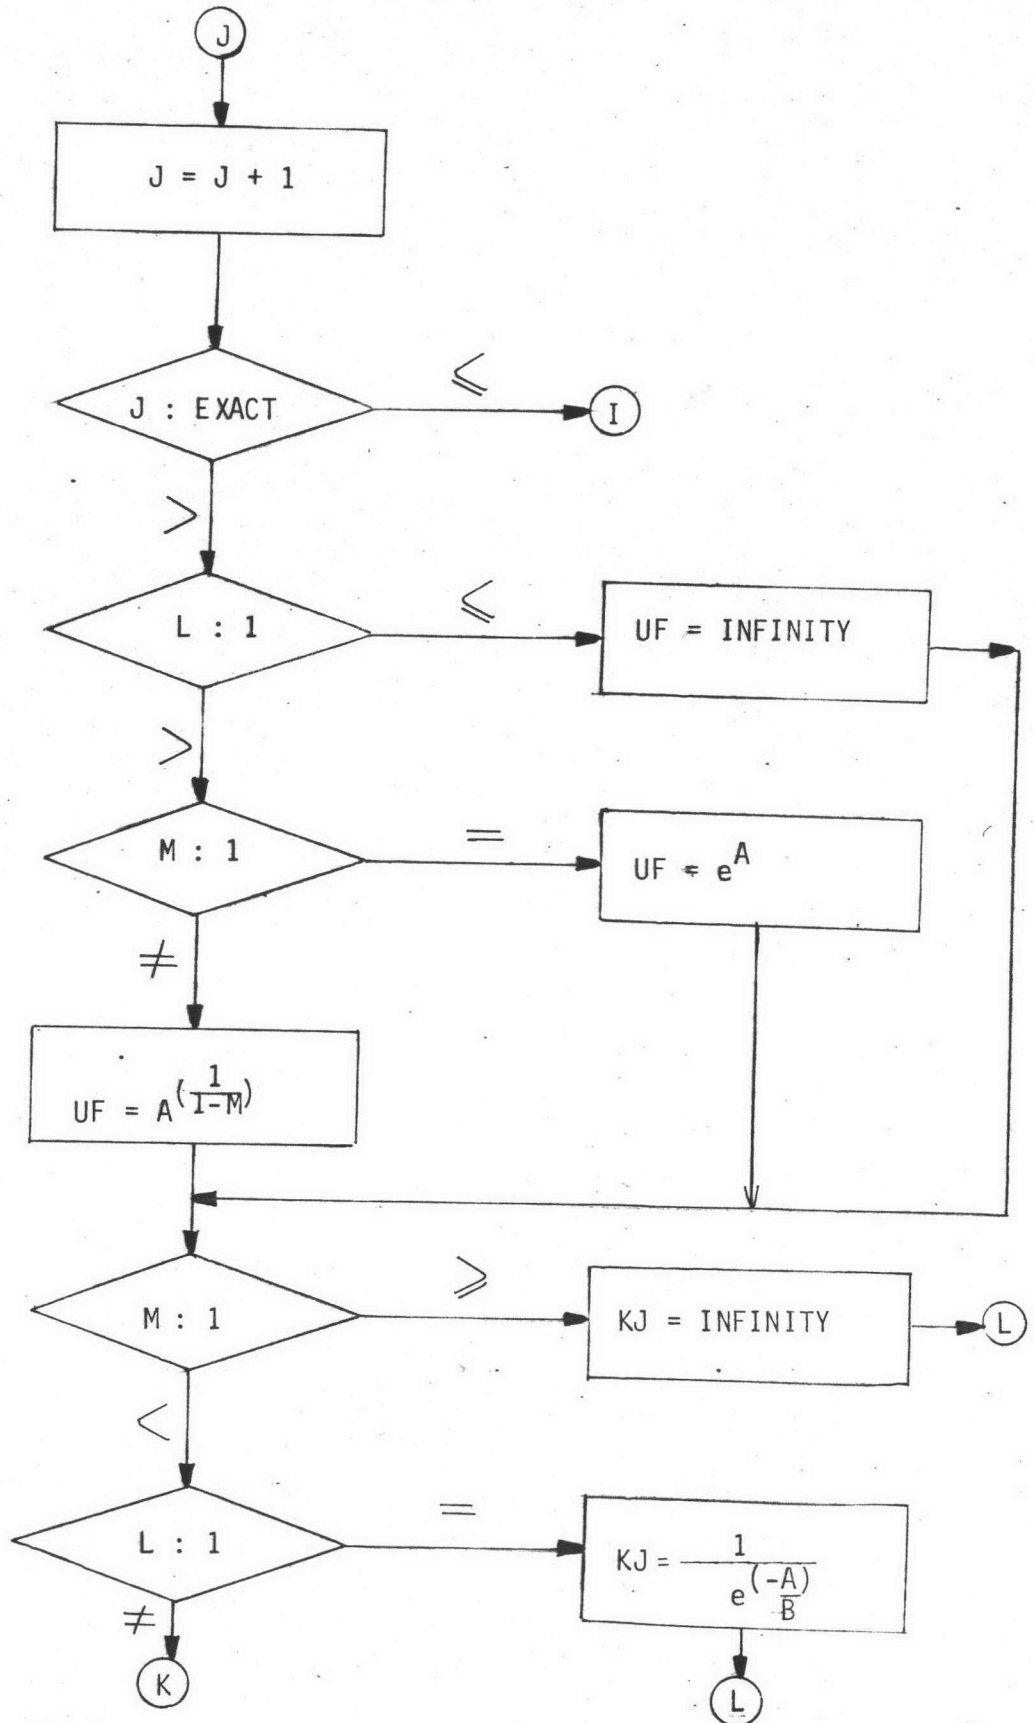 J
J = J + 1
J : EXACT
≤
I
>
L : 1
≤
UF = INFINITY
>
M : 1
=
UF = e^A
≠
UF = A^(1/(1-M))
M : 1
≥
KJ = INFINITY
L
<
L : 1
=
KJ = 1/e^(-A/B)
≠
K
L